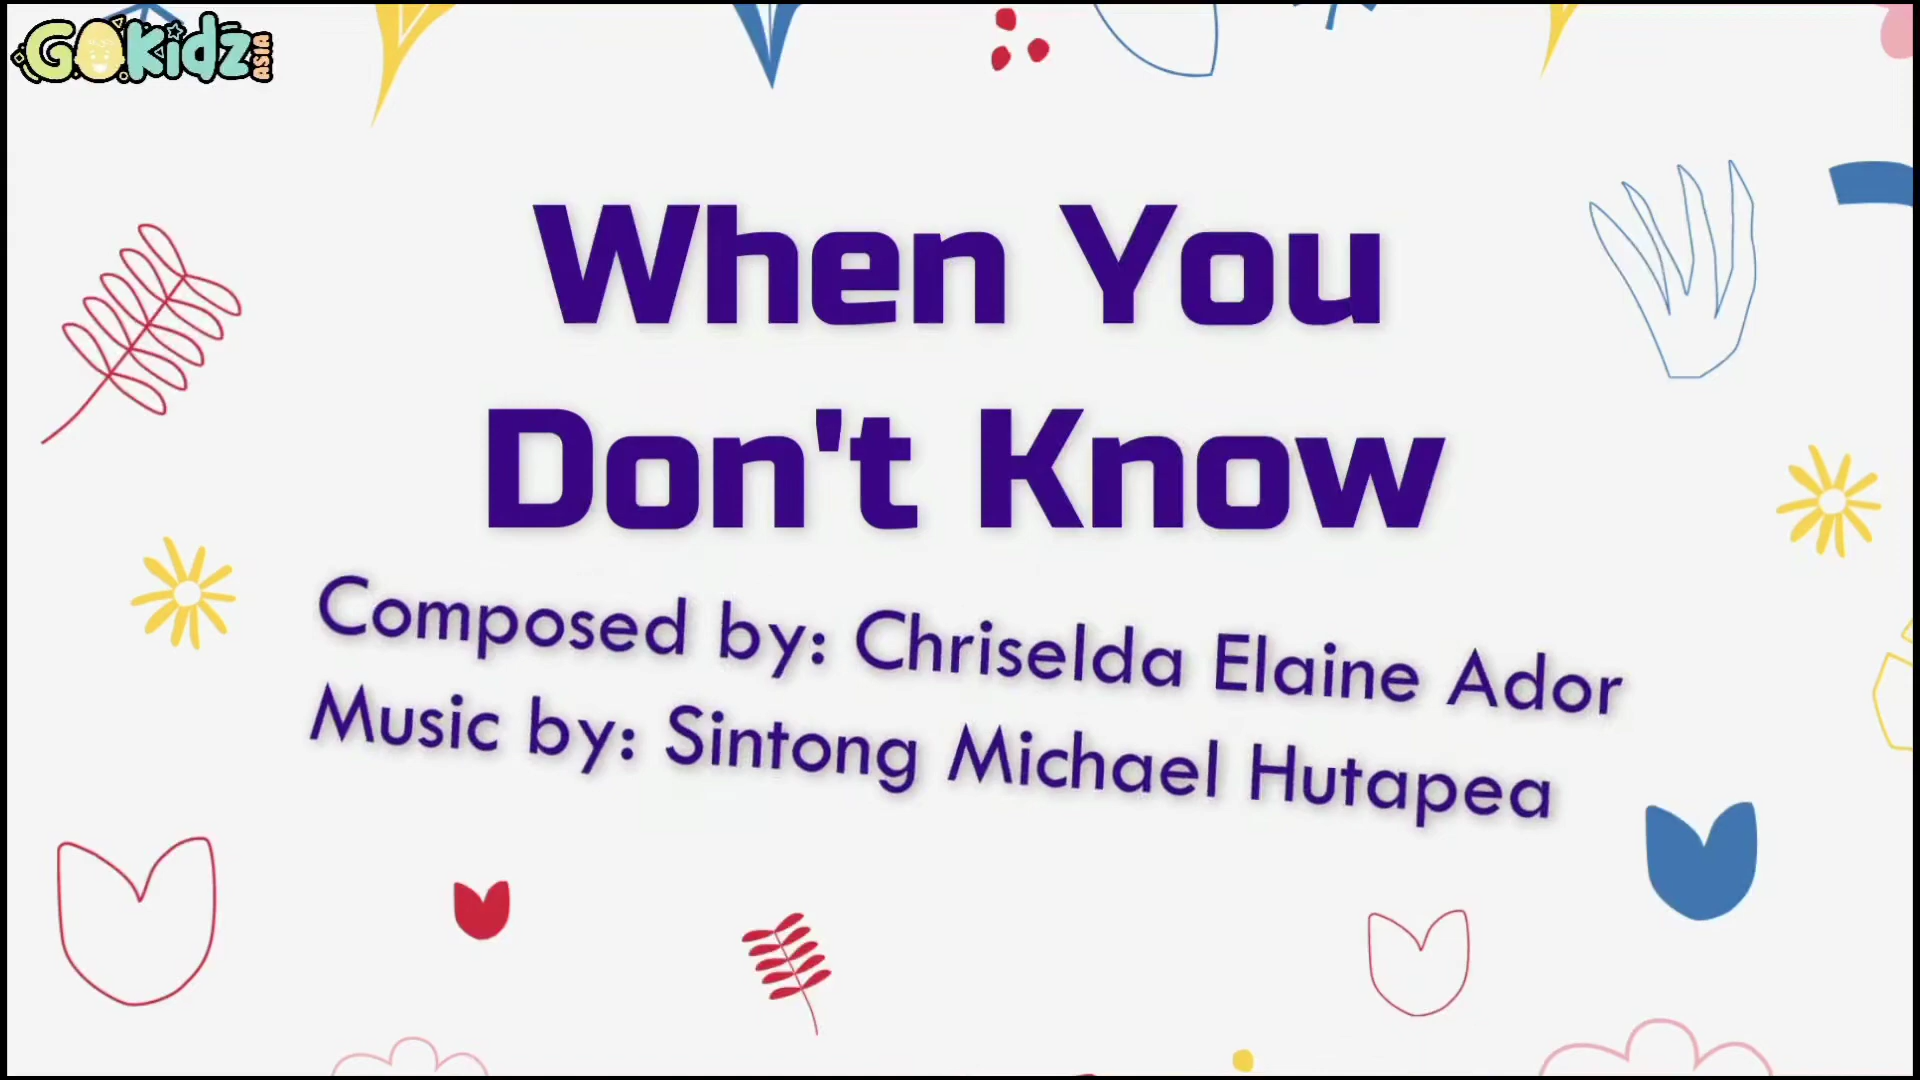 GOKidz ASIA
When You
Don't Know
Composed by: Chriselda Elaine Ador
Music by: Sintong Michael Hutapea